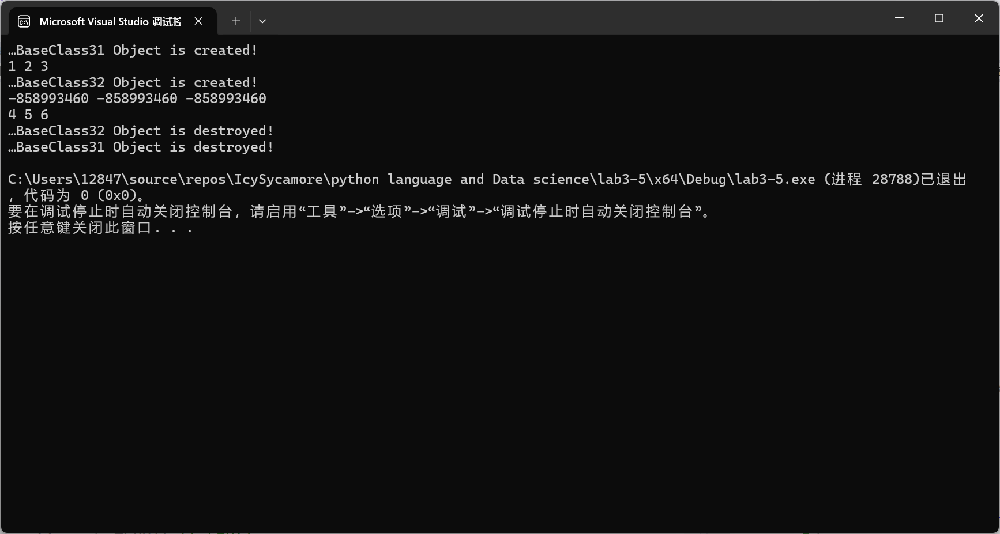 Microsoft Visual Studio 调试控
…BaseClass31 Object is created!
1 2 3
…BaseClass32 Object is created!
-858993460 -858993460 -858993460
4 5 6
…BaseClass32 Object is destroyed!
…BaseClass31 Object is destroyed!
C:\Users\12847\source\repos\IcySycamore\python language and Data science\lab3-5\x64\Debug\lab3-5.exe (进程 28788)已退出
，代码为 0 (0x0)。
要在调试停止时自动关闭控制台，请启用“工具”->“选项”->“调试”->“调试停止时自动关闭控制台”。
按任意键关闭此窗口. . .